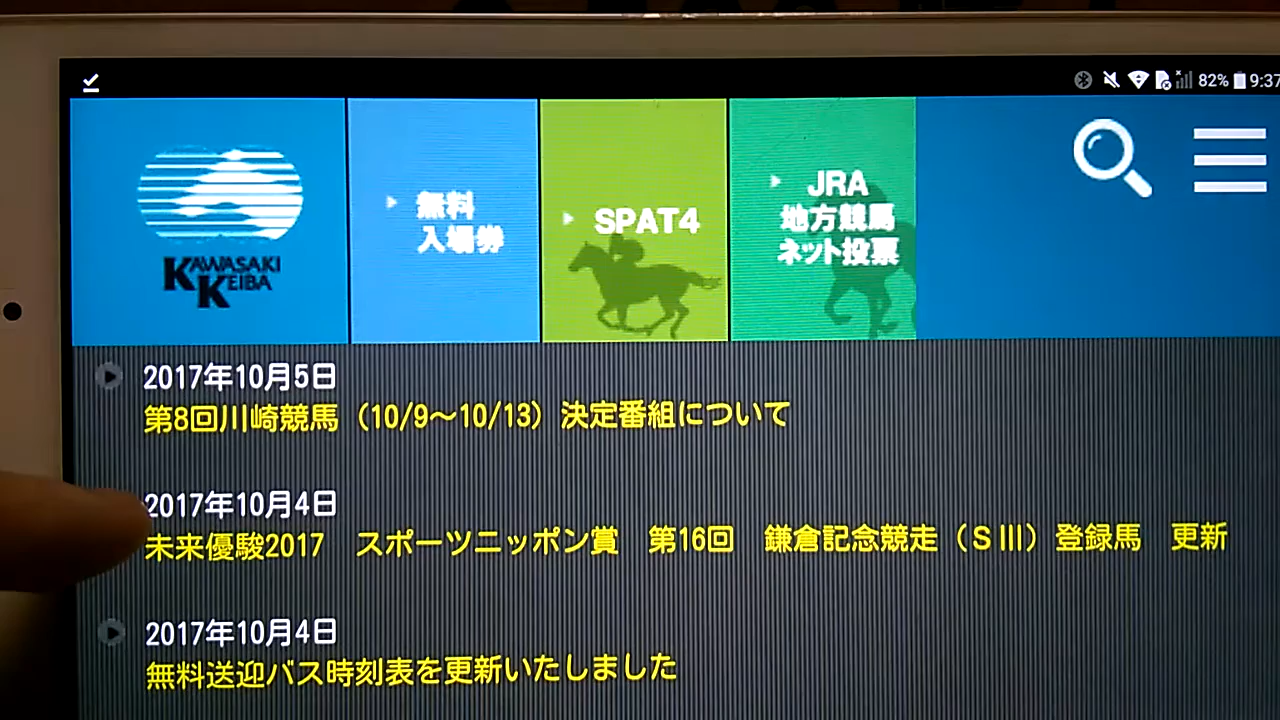 82% 9:37
KAWASAKI
KEIBA
無料
入場券
SPAT4
JRA
地方競馬
ネット投票
2017年10月5日
第8回川崎競馬（10/9～10/13）決定番組について
2017年10月4日
未来優駿2017　スポーツニッポン賞　第16回　鎌倉記念競走（SⅢ）登録馬　更新
2017年10月4日
無料送迎バス時刻表を更新いたしました